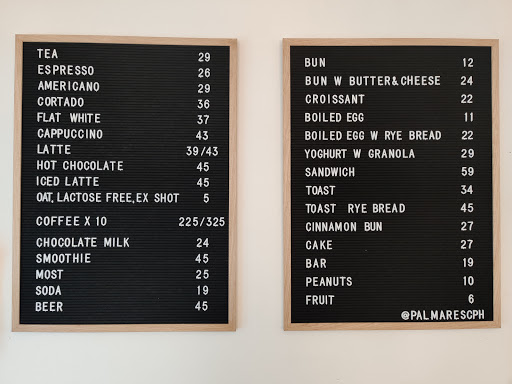 TEA 29
ESPRESSO 26
AMERICANO 29
CORTADO 36
FLAT WHITE 37
CAPPUCCINO 43
LATTE 39/43
HOT CHOCOLATE 45
ICED LATTE 45
OAT, LACTOSE FREE, EX SHOT 5
COFFEE X 10 225/325
CHOCOLATE MILK 24
SMOOTHIE 45
MOST 25
SODA 19
BEER 45
BUN 12
BUN W BUTTER&CHEESE 24
CROISSANT 22
BOILED EGG 11
BOILED EGG W RYE BREAD 22
YOGHURT W GRANOLA 29
SANDWICH 59
TOAST 34
TOAST RYE BREAD 45
CINNAMON BUN 27
CAKE 27
BAR 19
PEANUTS 10
FRUIT 6
@PALMARESCPH